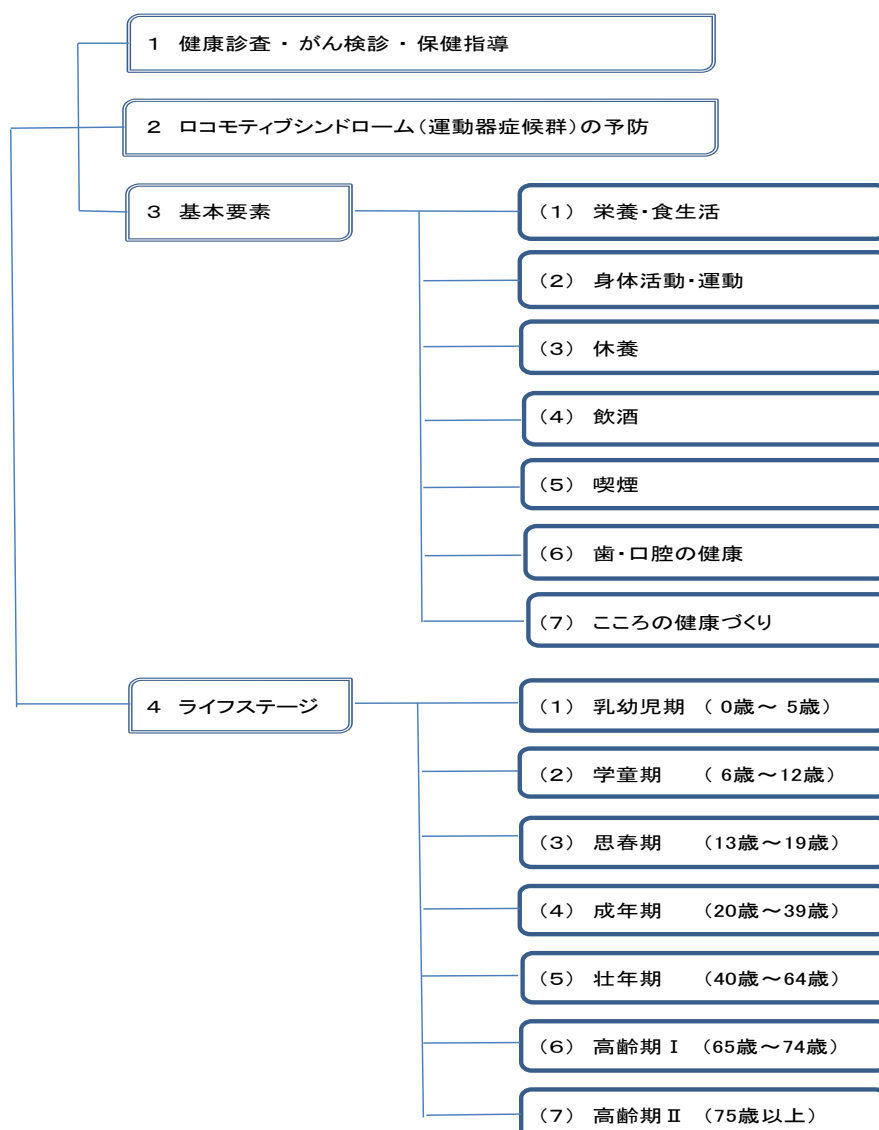 1 健康診査・がん検診・保健指導
2 ロコモティブシンドローム(運動器症候群)の予防
3 基本要素
(1) 栄養・食生活
(2) 身体活動・運動
(3) 休養
(4) 飲酒
(5) 喫煙
(6) 歯・口腔の健康
(7) こころの健康づくり
4 ライフステージ
(1) 乳幼児期 ( 0歳~ 5歳)
(2) 学童期 ( 6歳~12歳)
(3) 思春期 (13歳~19歳)
(4) 成年期 (20歳~39歳)
(5) 壮年期 (40歳~64歳)
(6) 高齢期Ⅰ (65歳~74歳)
(7) 高齢期Ⅱ (75歳以上)